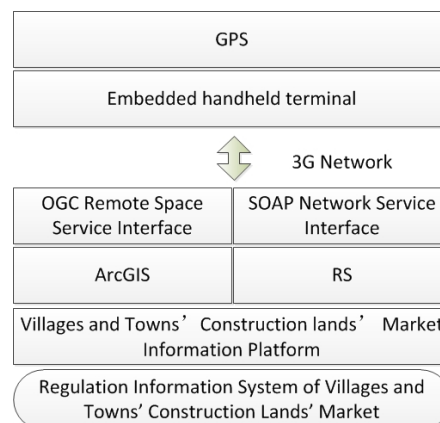 GPS
Embedded handheld terminal
3G Network
OGC Remote Space
Service Interface
SOAP Network Service
Interface
ArcGIS
RS
Villages and Towns’ Construction lands’ Market
Information Platform
Regulation Information System of Villages and
Towns’ Construction Lands’ Market